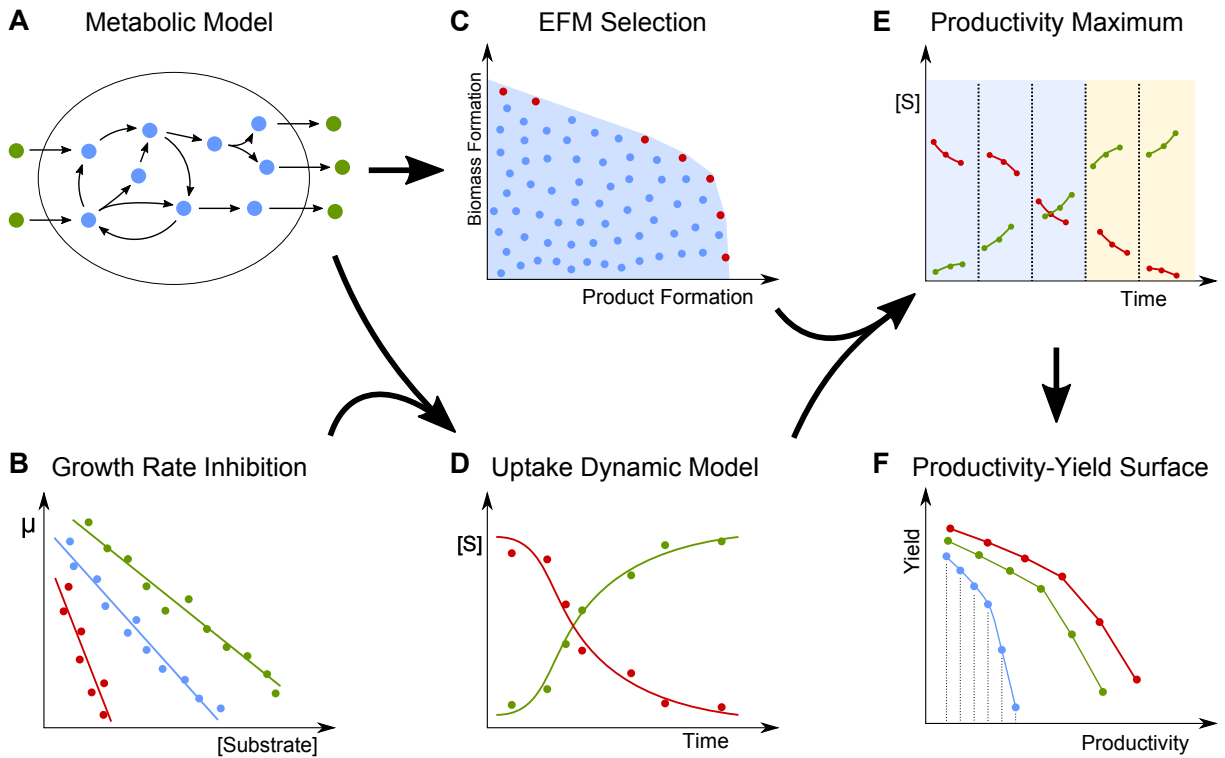 A Metabolic Model
C EFM Selection
E Productivity Maximum
Biomass Formation
Product Formation
[S]
Time
B Growth Rate Inhibition
D Uptake Dynamic Model
F Productivity-Yield Surface
μ
[Substrate]
[S]
Time
Yield
Productivity